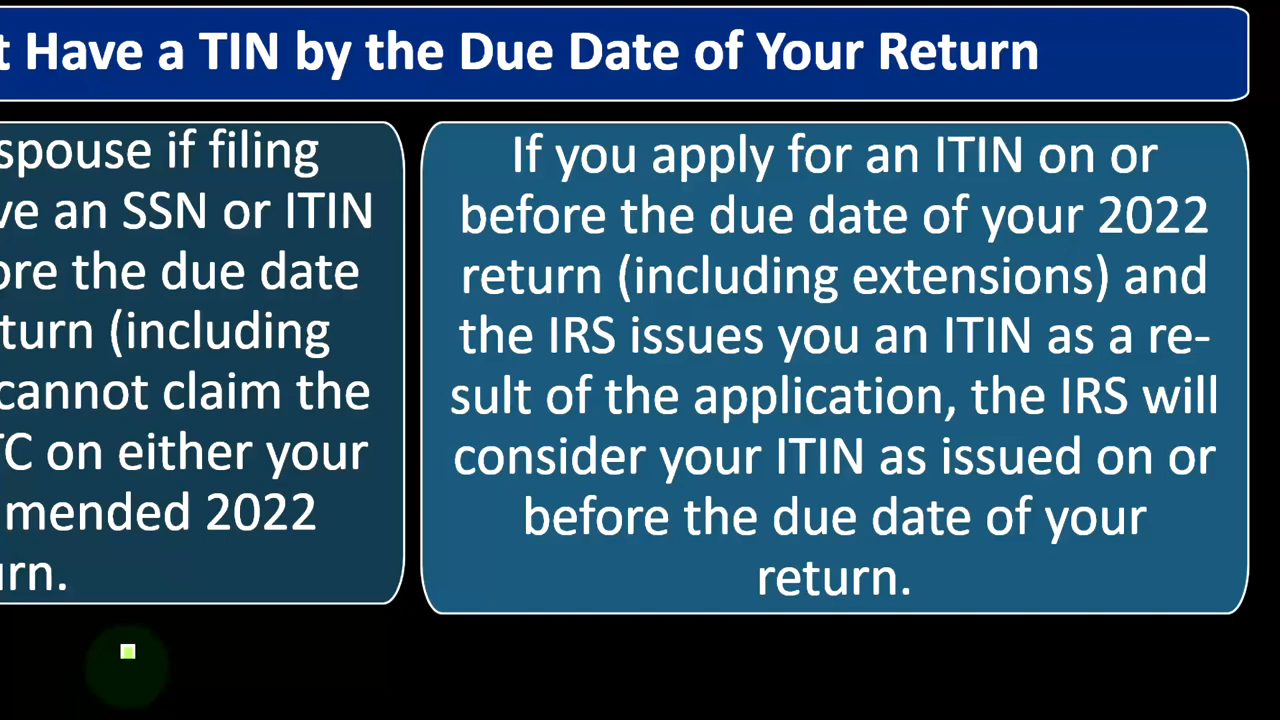 t Have a TIN by the Due Date of Your Return
spouse if filing
ve an SSN or ITIN
ore the due date
turn (including
cannot claim the
TC on either your
mended 2022
urn.
If you apply for an ITIN on or
before the due date of your 2022
return (including extensions) and
the IRS issues you an ITIN as a re-
sult of the application, the IRS will
consider your ITIN as issued on or
before the due date of your
return.